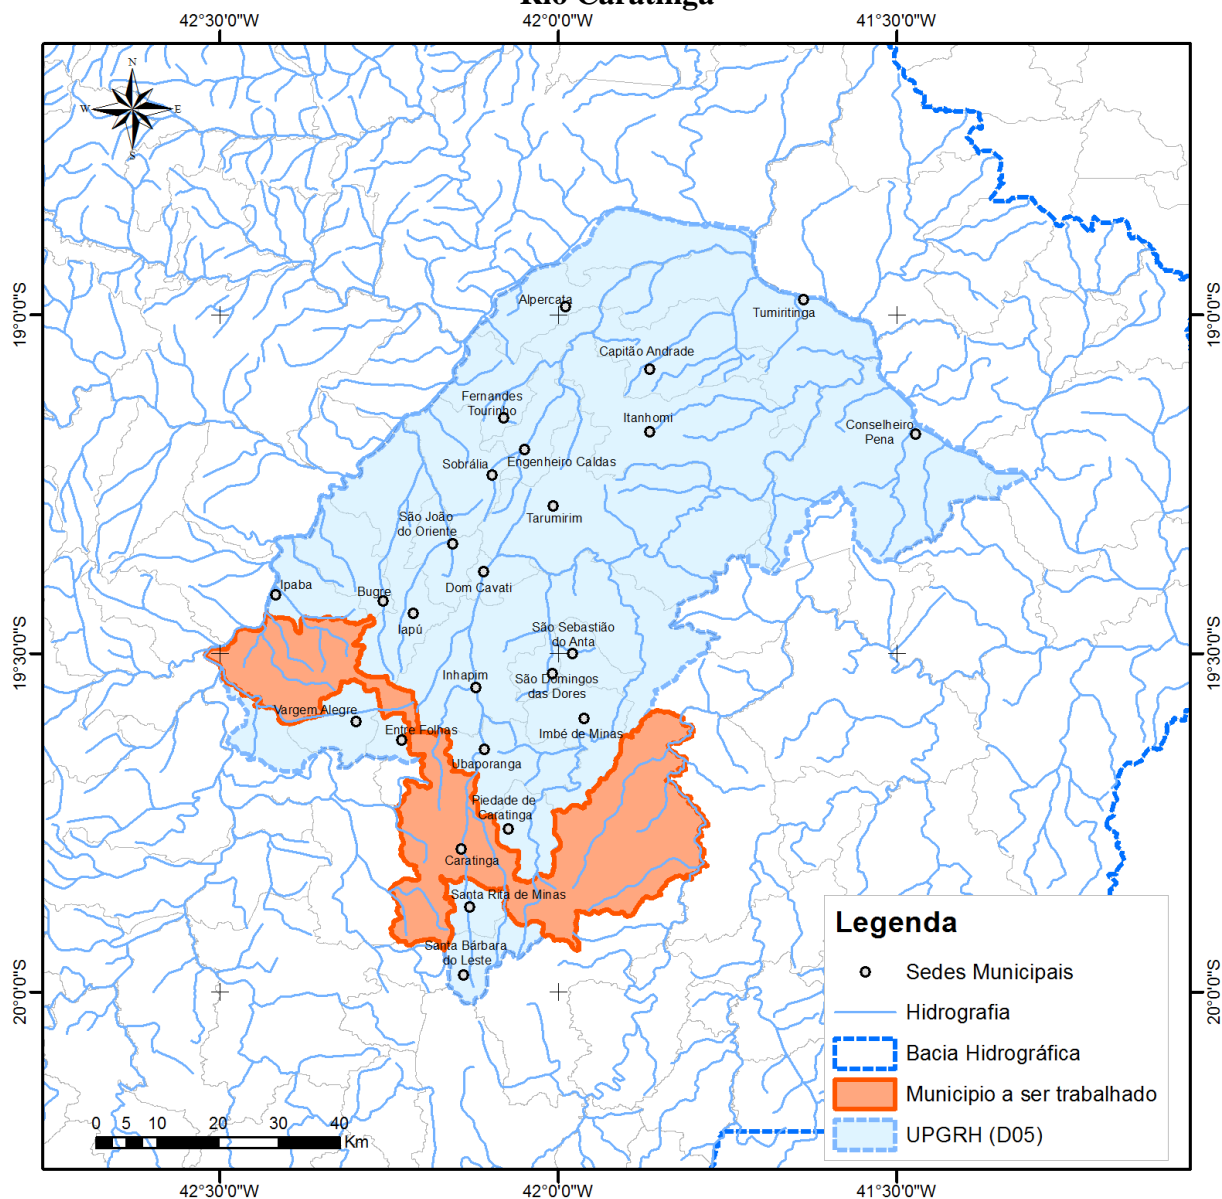 Rio Caratinga
42°30'0"W
42°0'0"W
41°30'0"W
N
W
E
S
19°0'0"S
19°0'0"S
Alpercata
Tumiritinga
Capitão Andrade
Fernandes
Tourinho
Itanhomi
Conselheiro
Pena
Sobrália
Engenheiro Caldas
São João
do Oriente
Tarumirim
Ipaba
Bugre
Dom Cavati
Iapú
São Sebastião
do Anta
19°30'0"S
19°30'0"S
Inhapim
São Domingos
das Dores
Vargem Alegre
Entre Folhas
Imbé de Minas
Ubaporanga
Piedade de
Caratinga
Caratinga
Santa Rita de Minas
Santa Bárbara
do Leste
20°0'0"S
20°0'0"S
Legenda
Sedes Municipais
Hidrografia
Bacia Hidrográfica
Municipio a ser trabalhado
UPGRH (D05)
0 5 10 20 30 40
Km
42°30'0"W
42°0'0"W
41°30'0"W